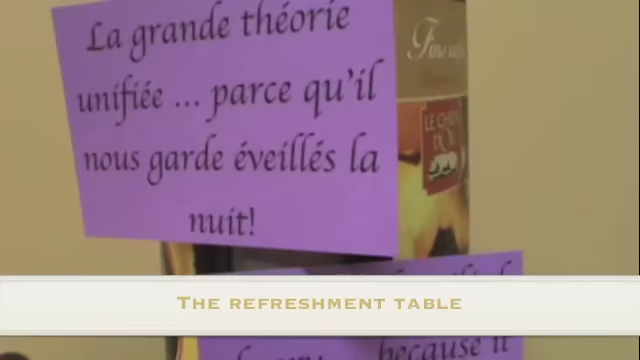 La grande théorie
unifiée ... parce qu'il
nous garde éveillés la
nuit!
LE CHIEN
D'OR
THE REFRESHMENT TABLE
because it